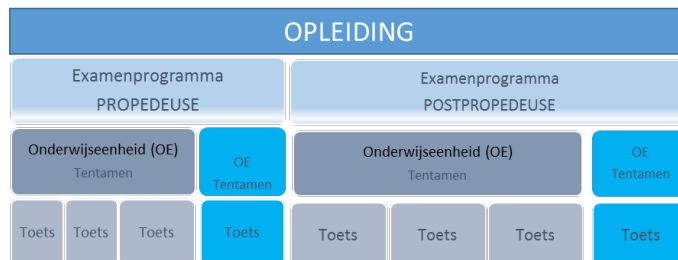 OPLEIDING
Examenprogramma
PROPEDEUSE
Examenprogramma
POSTPROPEDEUSE
Onderwijseenheid (OE)
Tentamen
OE
Tentamen
Onderwijseenheid (OE)
Tentamen
OE
Tentamen
Toets Toets Toets Toets Toets Toets Toets Toets